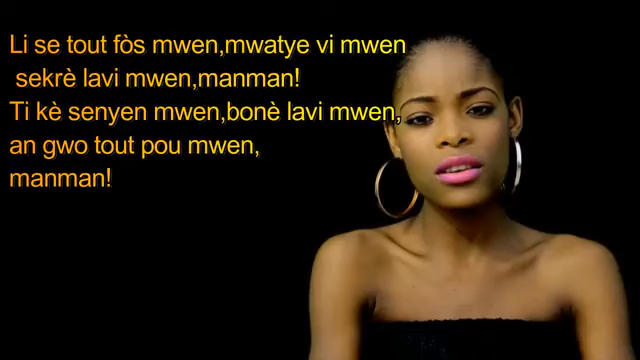 Li se tout fòs mwen,mwatye vi mwen
sekrè lavi mwen,manman!
Ti kè senyen mwen,bonè lavi mwen,
an gwo tout pou mwen,
manman!